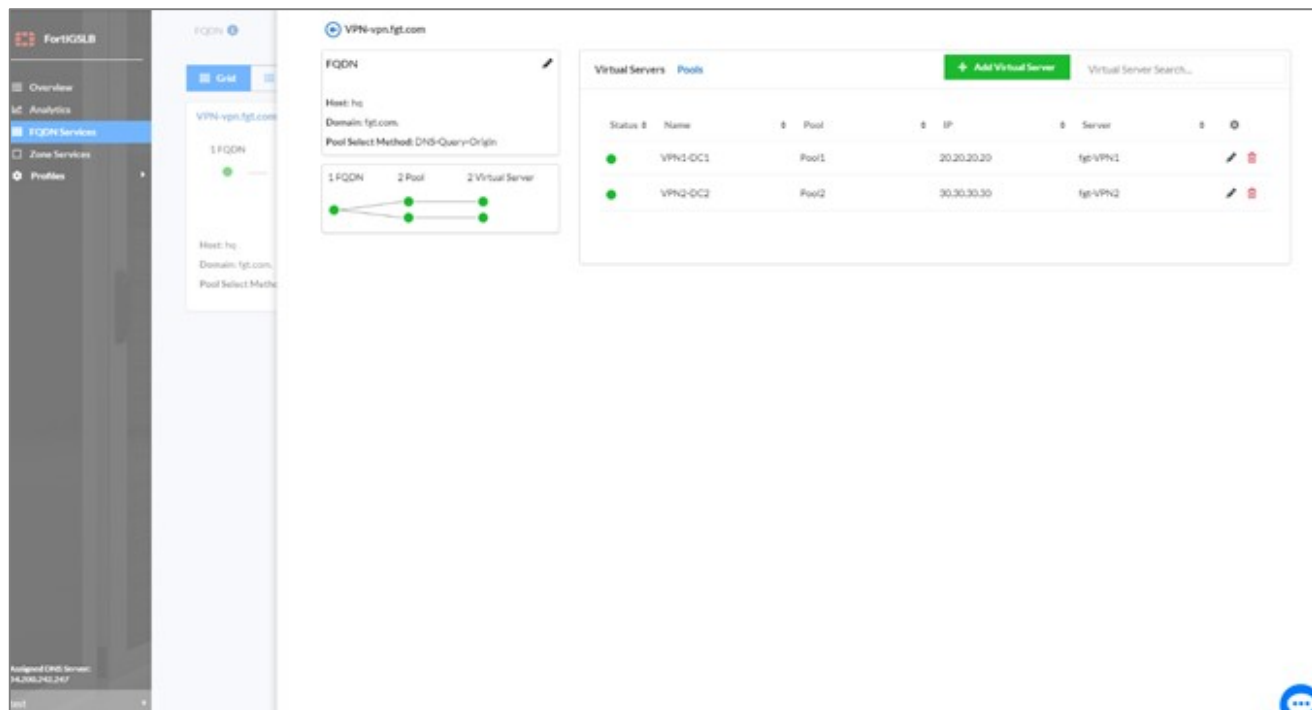 FortiGSLB
Overview
Analytics
FQDN Services
Zone Services
Profiles
Assigned DNS Server:
test
FQDN
Grid
VPN-vpn.fgt.com
1 FQDN
Host: hq
Domain: fgt.com.
Pool Select Metho
VPN-vpn.fgt.com
FQDN
Host: hq
Domain: fgt.com.
Pool Select Method: DNS-Query-Origin
1 FQDN 2 Pool 2 Virtual Server
Virtual Servers Pools + Add Virtual Server Virtual Server Search...
Status Name Pool IP Server
VPN1-DC1 Pool1 20.20.20.20 fgt-VPN1
VPN2-DC2 Pool2 30.30.30.30 fgt-VPN2